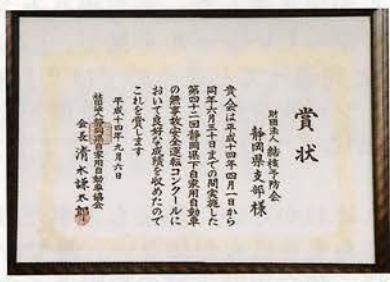 賞状
財団法人 結核予防会
静岡県支部様
貴会は平成十四年四月一日から
同年六月三十日までの間実施した
第四十二回静岡県下自家用自動車
の無事故安全運転コンクールに
おいて良好な成績を収めたので
これを賞します
平成十四年九月六日
社団法人静岡県自家用自動車協会
会長 清水謙太郎